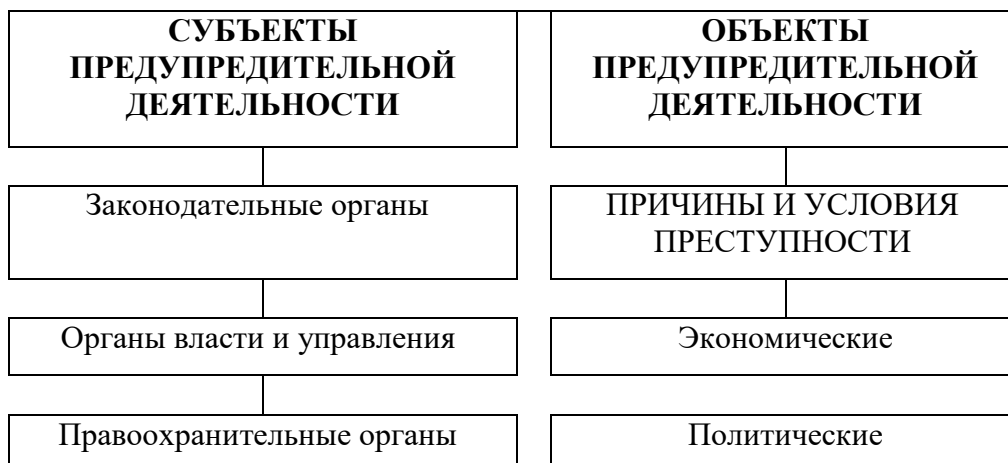 СУБЪЕКТЫ
ПРЕДУПРЕДИТЕЛЬНОЙ
ДЕЯТЕЛЬНОСТИ
Законодательные органы
Органы власти и управления
Правоохранительные органы
ОБЪЕКТЫ
ПРЕДУПРЕДИТЕЛЬНОЙ
ДЕЯТЕЛЬНОСТИ
ПРИЧИНЫ И УСЛОВИЯ
ПРЕСТУПНОСТИ
Экономические
Политические